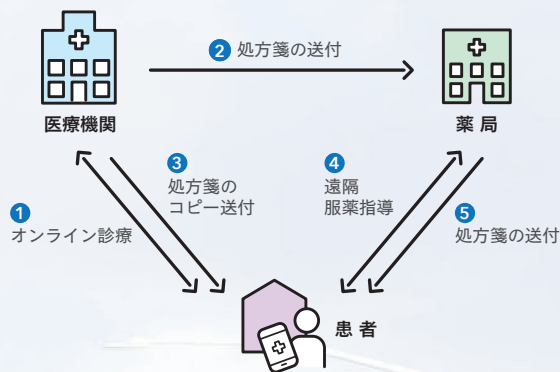 2 処方箋の送付
医療機関
薬 局
3
処方箋の
コピー送付
4
遠隔
服薬指導
1
オンライン診療
5
処方箋の送付
患 者